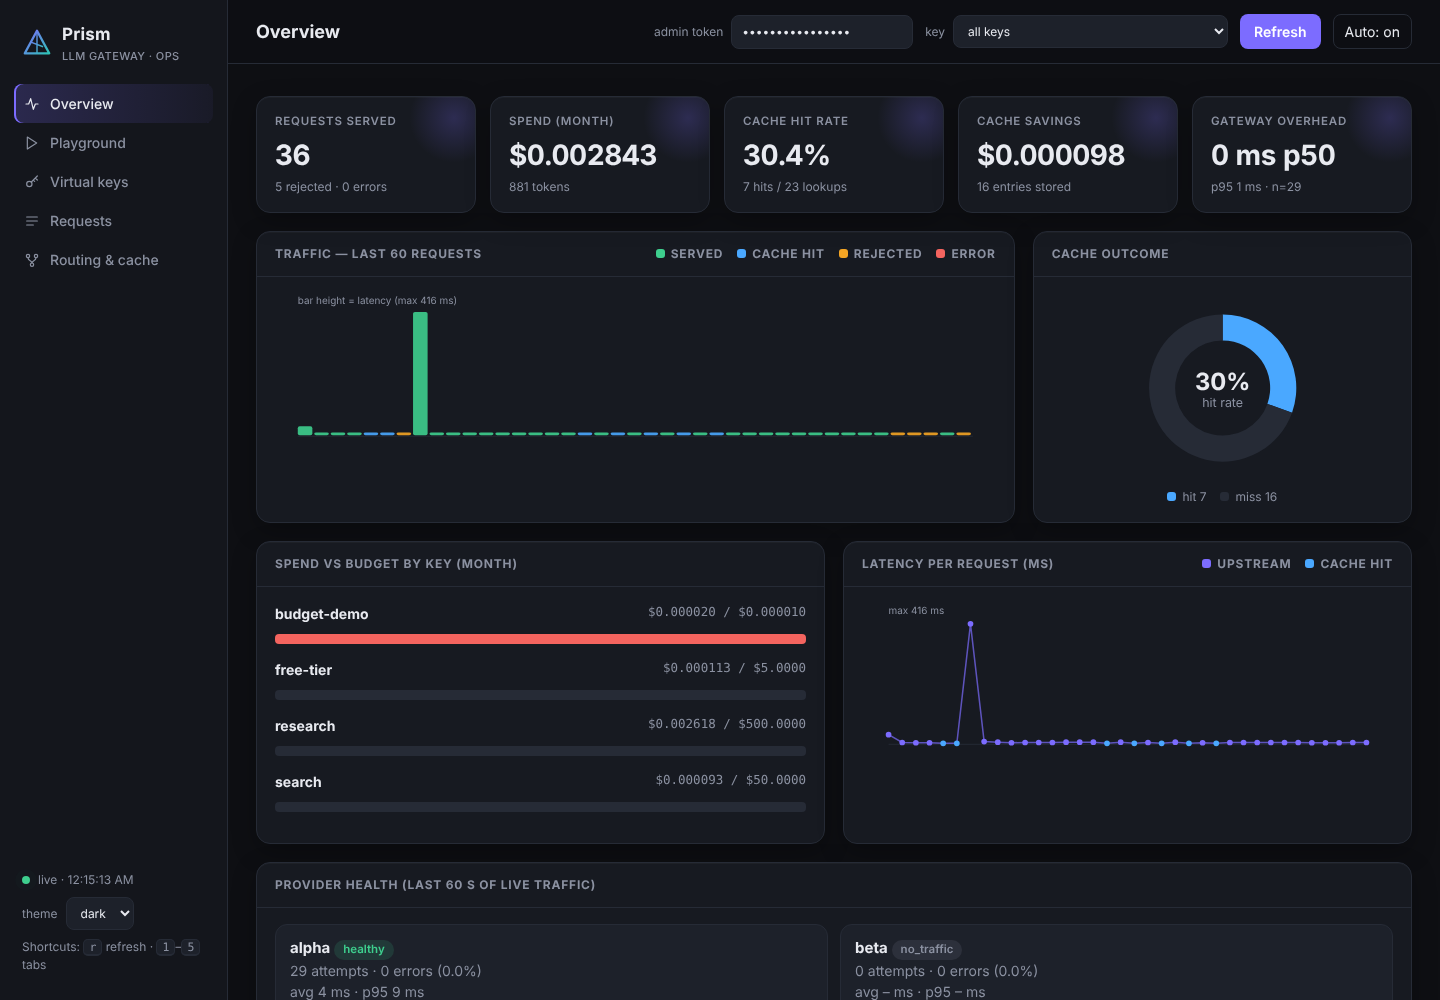 Prism
LLM GATEWAY · OPS
Overview
Playground
Virtual keys
Requests
Routing & cache
live · 12:15:13 AM
theme dark
Shortcuts: r refresh · 1–5
tabs
Overview
admin token ••••••••••••••••
key all keys
Refresh
Auto: on
REQUESTS SERVED
36
5 rejected · 0 errors
SPEND (MONTH)
$0.002843
881 tokens
CACHE HIT RATE
30.4%
7 hits / 23 lookups
CACHE SAVINGS
$0.000098
16 entries stored
GATEWAY OVERHEAD
0 ms p50
p95 1 ms · n=29
TRAFFIC — LAST 60 REQUESTS
SERVED CACHE HIT REJECTED ERROR
bar height = latency (max 416 ms)
CACHE OUTCOME
30%
hit rate
hit 7 miss 16
SPEND VS BUDGET BY KEY (MONTH)
budget-demo $0.000020 / $0.000010
free-tier $0.000113 / $5.0000
research $0.002618 / $500.0000
search $0.000093 / $50.0000
LATENCY PER REQUEST (MS)
UPSTREAM CACHE HIT
max 416 ms
PROVIDER HEALTH (LAST 60 S OF LIVE TRAFFIC)
alpha healthy
29 attempts · 0 errors (0.0%)
avg 4 ms · p95 9 ms
beta no_traffic
0 attempts · 0 errors (0.0%)
avg – ms · p95 – ms